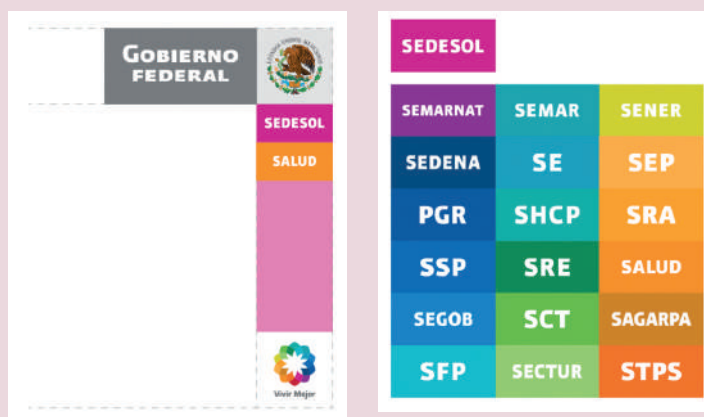 GOBIERNO
FEDERAL
SEDESOL
SALUD
Vivir Mejor
SEDESOL
SEMARNAT SEMAR SENER
SEDENA SE SEP
PGR SHCP SRA
SSP SRE SALUD
SEGOB SCT SAGARPA
SFP SECTUR STPS